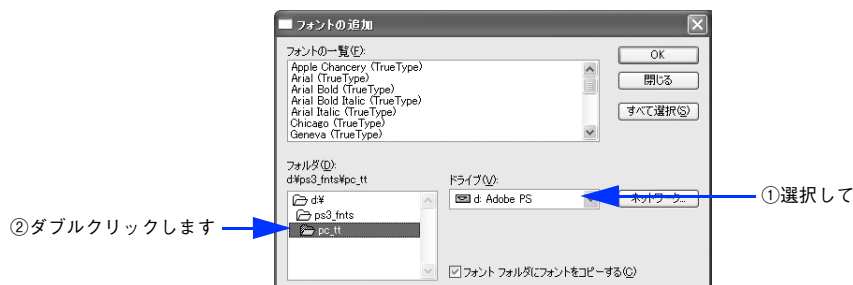 フォントの追加
フォントの一覧(F):
Apple Chancery (TrueType)
Arial (TrueType)
Arial Bold (TrueType)
Arial Bold Italic (TrueType)
Arial Italic (TrueType)
Chicago (TrueType)
Geneva (TrueType)
OK
閉じる
すべて選択(S)
フォルダ(D):
d:¥ps3_fnts¥pc_tt
d:¥
ps3_fnts
pc_tt
ドライブ(V):
d: Adobe PS
ネットワーク...
①選択して
②ダブルクリックします
フォント フォルダにフォントをコピーする(C)